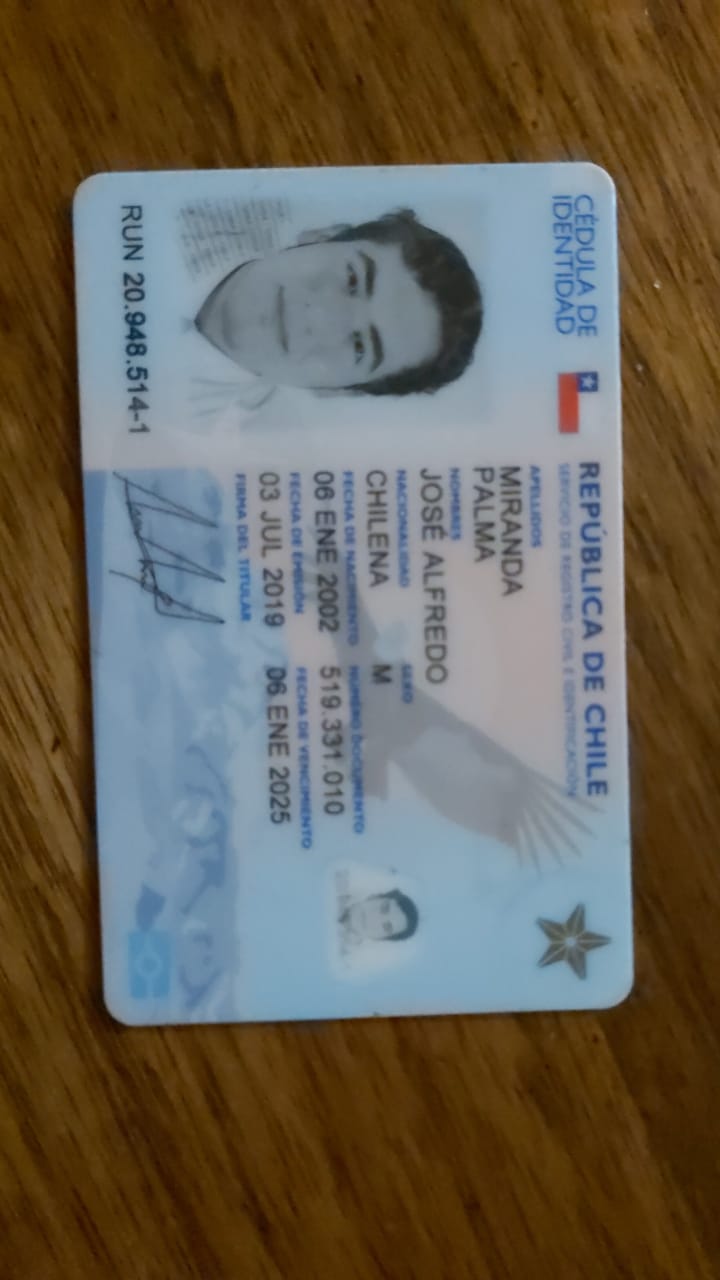 CÉDULA DE
IDENTIDAD
REPÚBLICA DE CHILE
SERVICIO DE REGISTRO CIVIL E IDENTIFICACIÓN
APELLIDOS
MIRANDA
PALMA
NOMBRES
JOSÉ ALFREDO
NACIONALIDAD SEXO
CHILENA M
FECHA DE NACIMIENTO NÚMERO DOCUMENTO
06 ENE 2002 519.331.010
FECHA DE EMISIÓN FECHA DE VENCIMIENTO
03 JUL 2019 06 ENE 2025
FIRMA DEL TITULAR
RUN 20.948.514-1